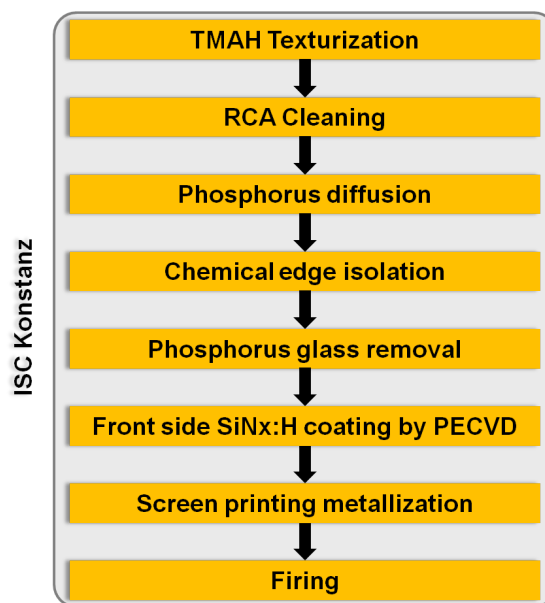 ISC Konstanz
TMAH Texturization
RCA Cleaning
Phosphorus diffusion
Chemical edge isolation
Phosphorus glass removal
Front side SiNx:H coating by PECVD
Screen printing metallization
Firing